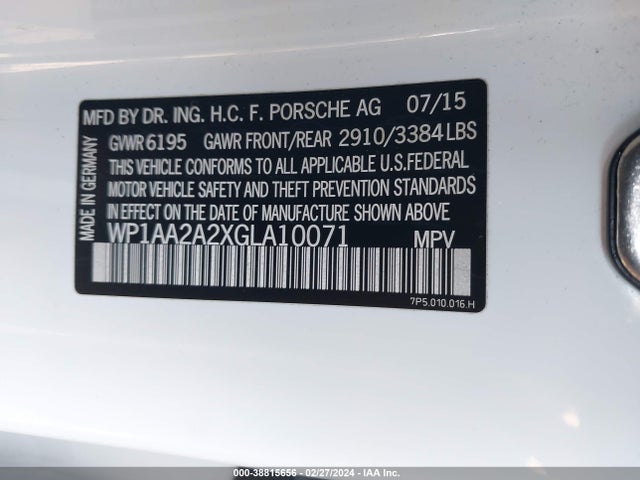 MFD BY DR. ING. H.C. F. PORSCHE AG 07/15
GVWR 6195 GAWR FRONT/REAR 2910/3384 LBS
THIS VEHICLE CONFORMS TO ALL APPLICABLE U.S. FEDERAL
MOTOR VEHICLE SAFETY AND THEFT PREVENTION STANDARDS
IN EFFECT ON THE DATE OF MANUFACTURE SHOWN ABOVE
WP1AA2A2XGLA10071 MPV
7P5.010.016.H
MADE IN GERMANY
000-38815656 - 02/27/2024 - IAA Inc.